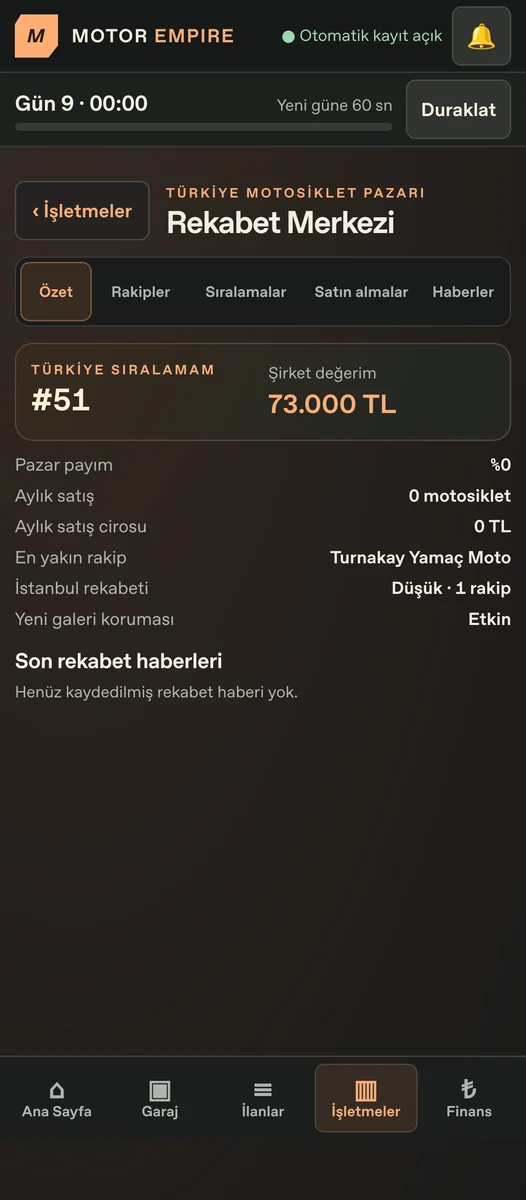 M MOTOR EMPIRE
Otomatik kayıt açık
Gün 9 · 00:00
Yeni güne 60 sn
Duraklat
‹ İşletmeler
TÜRKİYE MOTOSİKLET PAZARI
Rekabet Merkezi
Özet Rakipler Sıralamalar Satın almalar Haberler
TÜRKİYE SIRALAMAM
#51
Şirket değerim
73.000 TL
Pazar payım %0
Aylık satış 0 motosiklet
Aylık satış cirosu 0 TL
En yakın rakip Turnakay Yamaç Moto
İstanbul rekabeti Düşük · 1 rakip
Yeni galeri koruması Etkin
Son rekabet haberleri
Henüz kaydedilmiş rekabet haberi yok.
Ana Sayfa Garaj İlanlar İşletmeler ₺ Finans